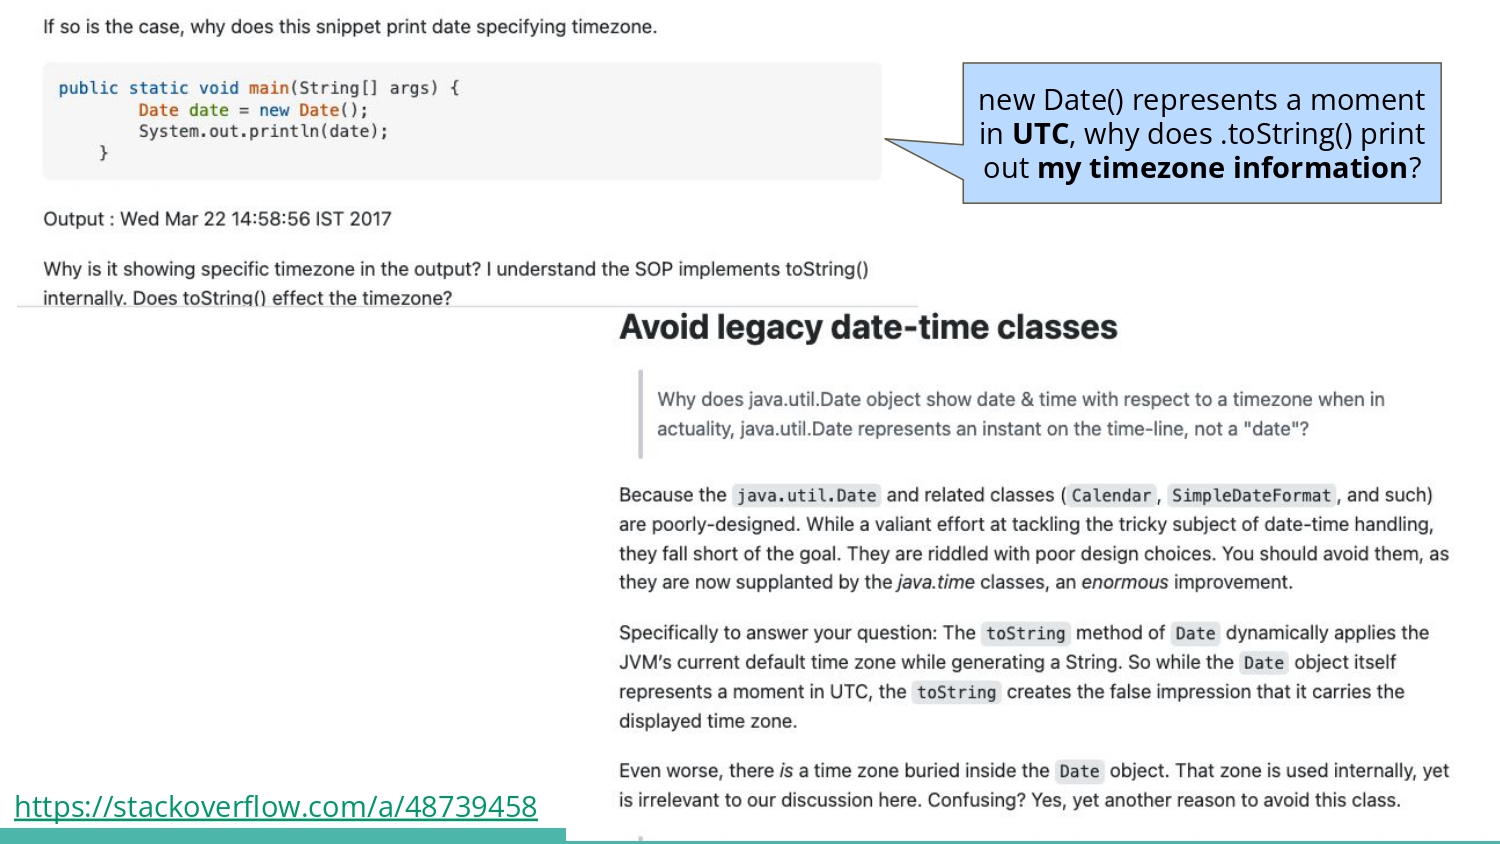 If so is the case, why does this snippet print date specifying timezone.
public static void main(String[] args) {
Date date = new Date();
System.out.println(date);
}
new Date() represents a moment
in UTC, why does .toString() print
out my timezone information?
Output : Wed Mar 22 14:58:56 IST 2017
Why is it showing specific timezone in the output? I understand the SOP implements toString()
internally. Does toString() effect the timezone?
Avoid legacy date-time classes
Why does java.util.Date object show date & time with respect to a timezone when in
actuality, java.util.Date represents an instant on the time-line, not a "date"?
Because the java.util.Date and related classes (Calendar, SimpleDateFormat, and such)
are poorly-designed. While a valiant effort at tackling the tricky subject of date-time handling,
they fall short of the goal. They are riddled with poor design choices. You should avoid them, as
they are now supplanted by the java.time classes, an enormous improvement.
Specifically to answer your question: The toString method of Date dynamically applies the
JVM's current default time zone while generating a String. So while the Date object itself
represents a moment in UTC, the toString creates the false impression that it carries the
displayed time zone.
Even worse, there is a time zone buried inside the Date object. That zone is used internally, yet
is irrelevant to our discussion here. Confusing? Yes, yet another reason to avoid this class.
https://stackoverflow.com/a/48739458